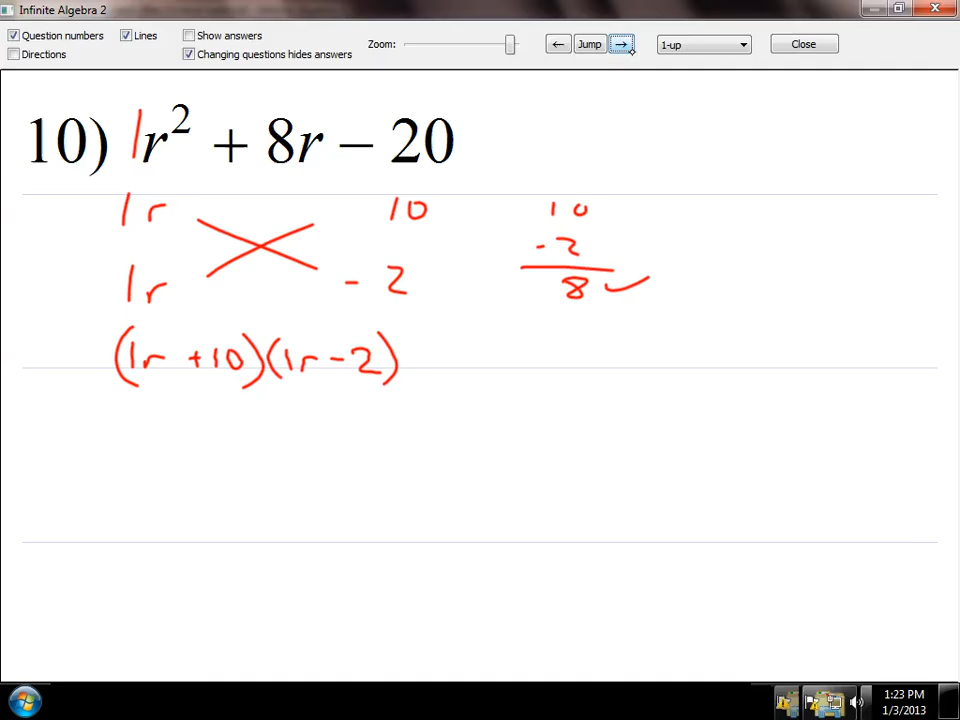 Infinite Algebra 2
Question numbers Lines Show answers
Directions Changing questions hides answers
Zoom: ← Jump → 1-up Close
10) 1r² + 8r − 20
1r 10 10
-2
1r - 2 8 ✓
(1r +10)(1r -2)
1:23 PM
1/3/2013